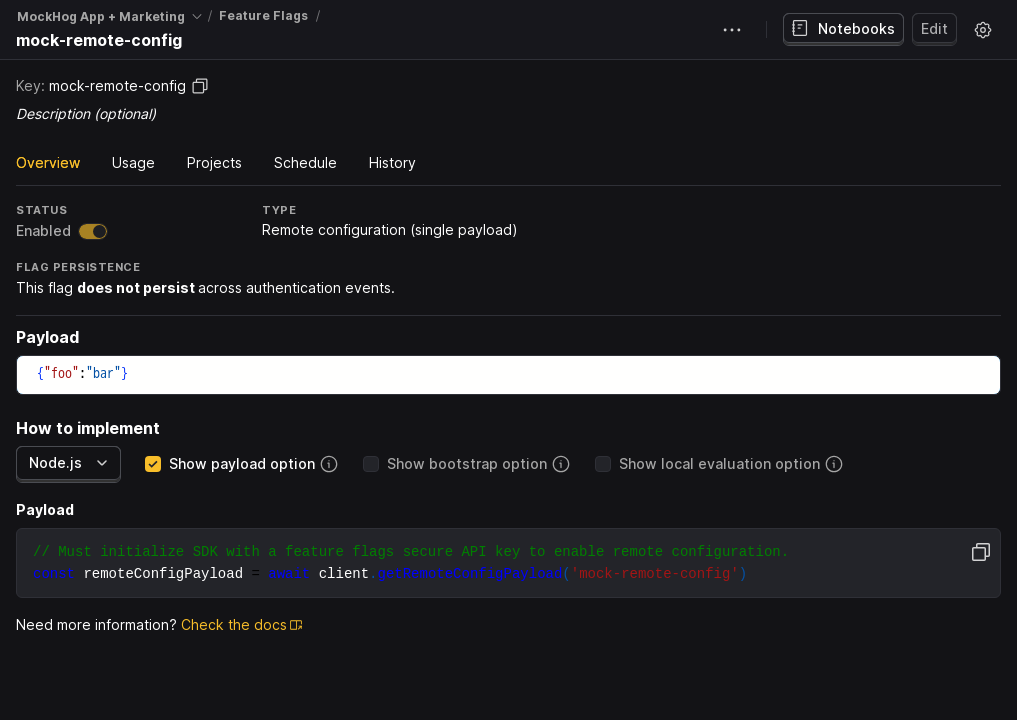 MockHog App + Marketing / Feature Flags /
mock-remote-config
Notebooks
Edit
Key: mock-remote-config
Description (optional)
Overview Usage Projects Schedule History
STATUS TYPE
Enabled Remote configuration (single payload)
FLAG PERSISTENCE
This flag does not persist across authentication events.
Payload
{"foo":"bar"}
How to implement
Node.js Show payload option Show bootstrap option Show local evaluation option
Payload
// Must initialize SDK with a feature flags secure API key to enable remote configuration.
const remoteConfigPayload = await client.getRemoteConfigPayload('mock-remote-config')
Need more information? Check the docs